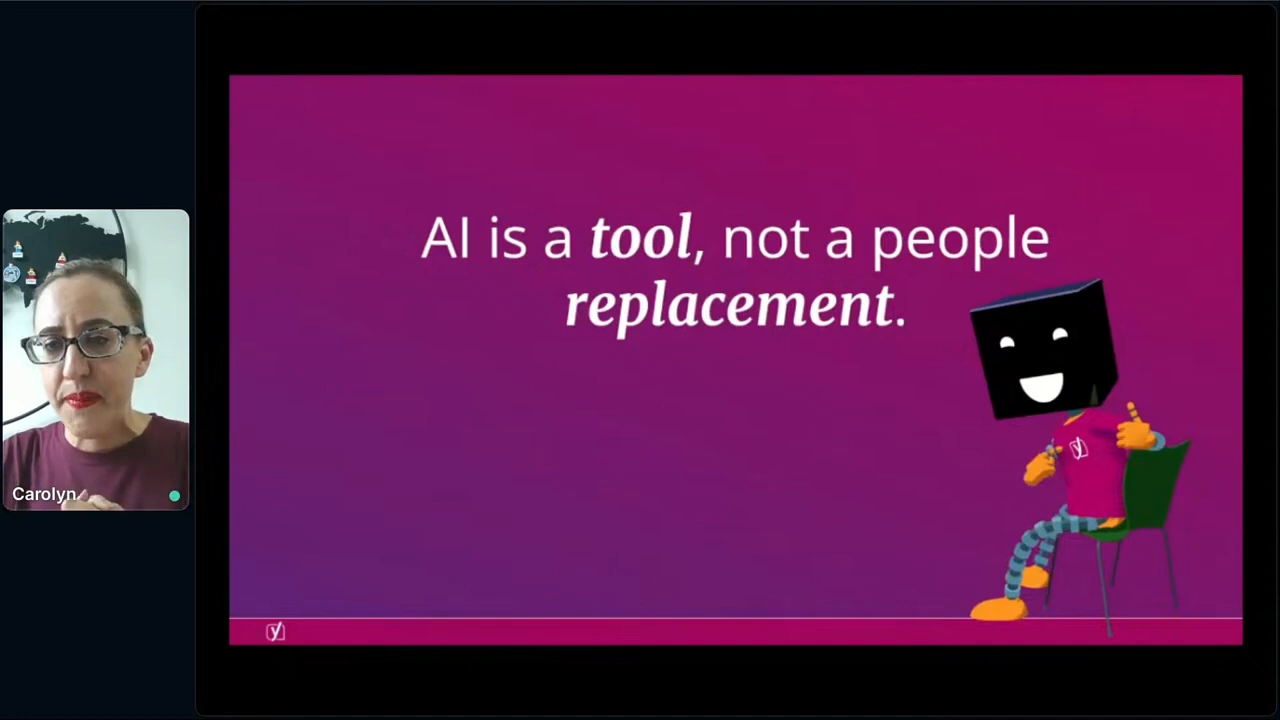 AI is a tool, not a people
replacement.
Carolyn
y
y